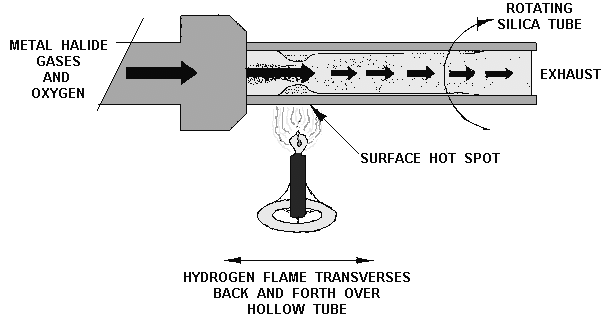 METAL HALIDE
GASES
AND
OXYGEN
ROTATING
SILICA TUBE
EXHAUST
SURFACE HOT SPOT
HYDROGEN FLAME TRANSVERSES
BACK AND FORTH OVER
HOLLOW TUBE